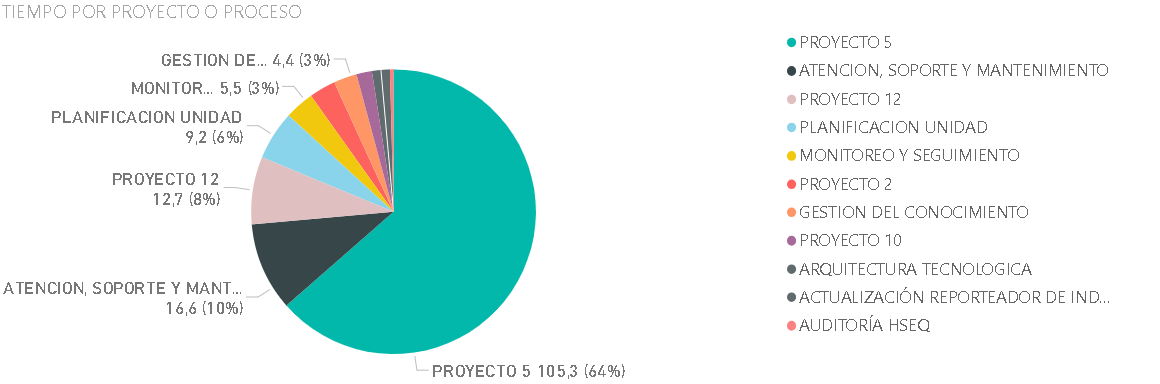 TIEMPO POR PROYECTO O PROCESO
GESTION DE... 4,4 (3%)
MONITOR ... 5,5 (3%)
PLANIFICACION UNIDAD
9,2 (6%)
PROYECTO 12
12,7 (8%)
ATENCION, SOPORTE Y MANT...
16,6 (10%)
PROYECTO 5 105,3 (64%)
PROYECTO 5
ATENCION, SOPORTE Y MANTENIMIENTO
PROYECTO 12
PLANIFICACION UNIDAD
MONITOREO Y SEGUIMIENTO
PROYECTO 2
GESTION DEL CONOCIMIENTO
PROYECTO 10
ARQUITECTURA TECNOLOGICA
ACTUALIZACIÓN REPORTEADOR DE IND...
AUDITORÍA HSEQ